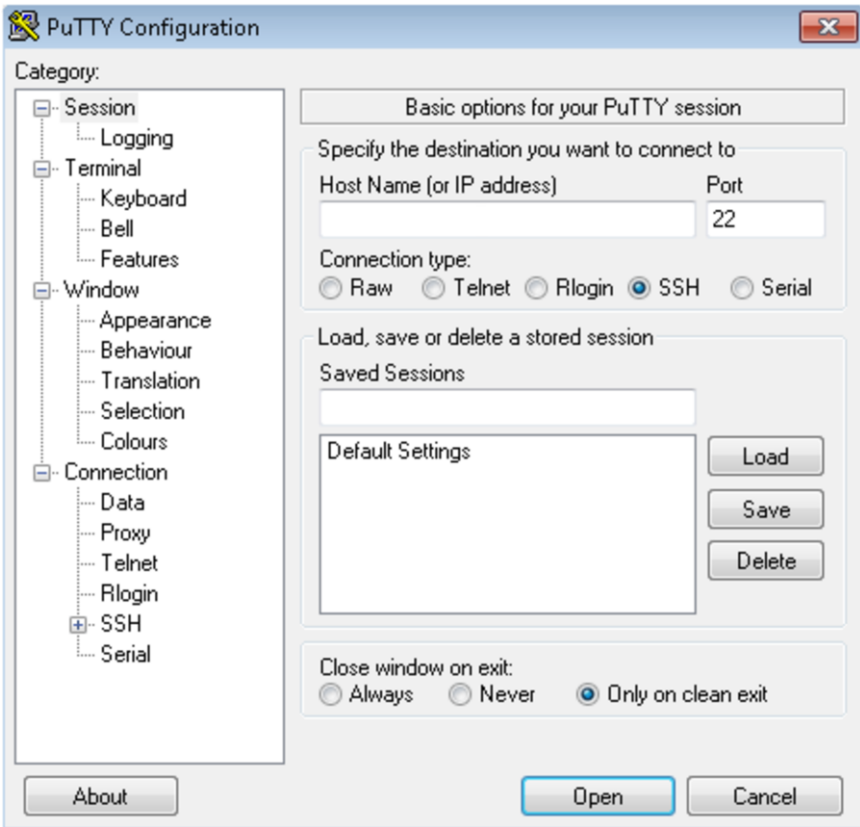 PuTTY Configuration
Category:
Session
Logging
Terminal
Keyboard
Bell
Features
Window
Appearance
Behaviour
Translation
Selection
Colours
Connection
Data
Proxy
Telnet
Rlogin
SSH
Serial
Basic options for your PuTTY session
Specify the destination you want to connect to
Host Name (or IP address) Port
22
Connection type:
Raw Telnet Rlogin SSH Serial
Load, save or delete a stored session
Saved Sessions
Default Settings
Load
Save
Delete
Close window on exit:
Always Never Only on clean exit
About Open Cancel